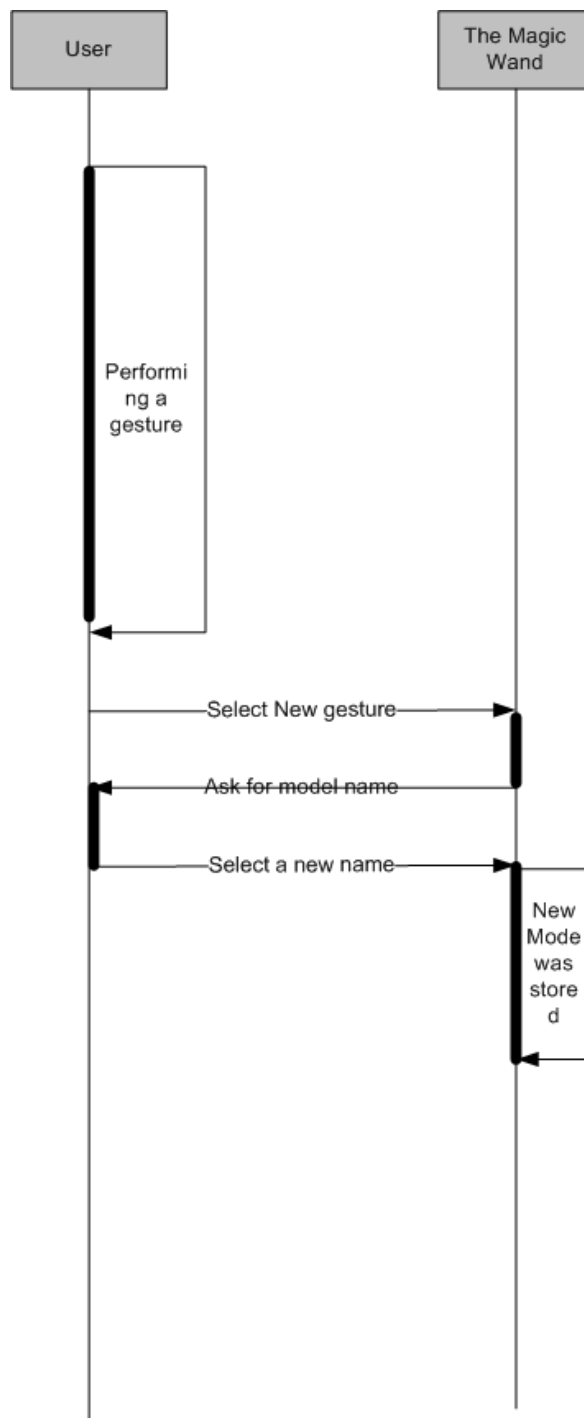 User
The Magic
Wand
Performi
ng a
gesture
Select New gesture
Ask for model name
Select a new name
New
Mode
was
store
d